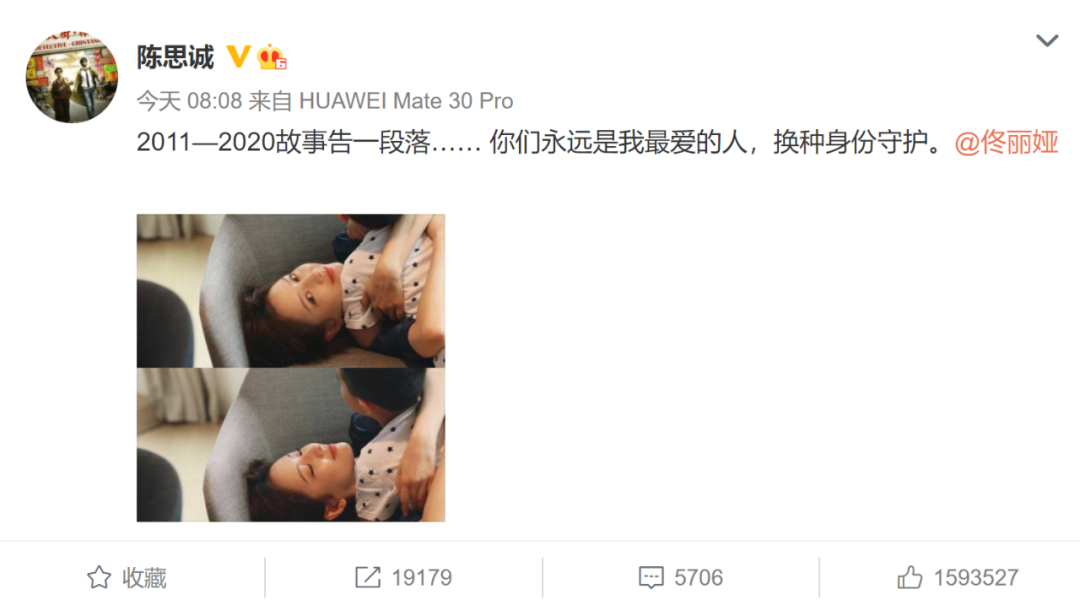 陈思诚
今天 08:08 来自 HUAWEI Mate 30 Pro
2011—2020故事告一段落…… 你们永远是我最爱的人，换种身份守护。@佟丽娅
收藏
19179
5706
1593527